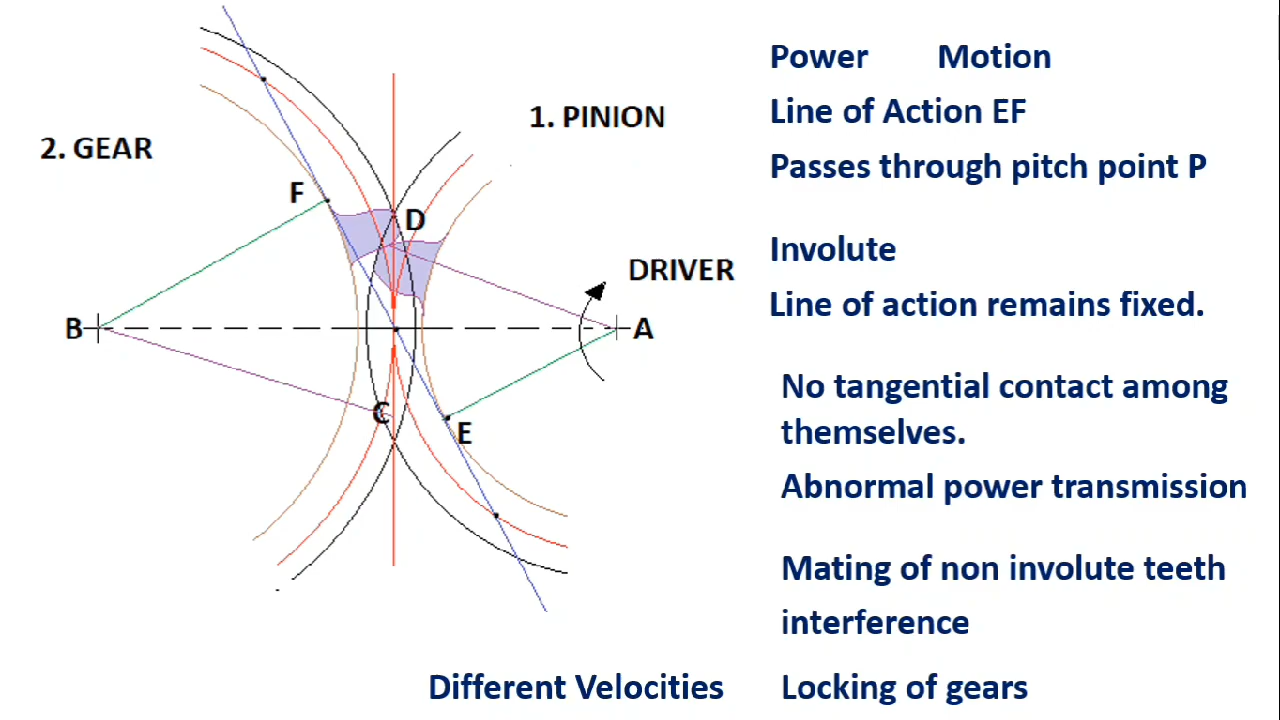 Power Motion
Line of Action EF
1. PINION
2. GEAR
Passes through pitch point P
F
D
Involute
DRIVER
Line of action remains fixed.
B
A
No tangential contact among
themselves.
C
E
Abnormal power transmission
Mating of non involute teeth
interference
Different Velocities
Locking of gears